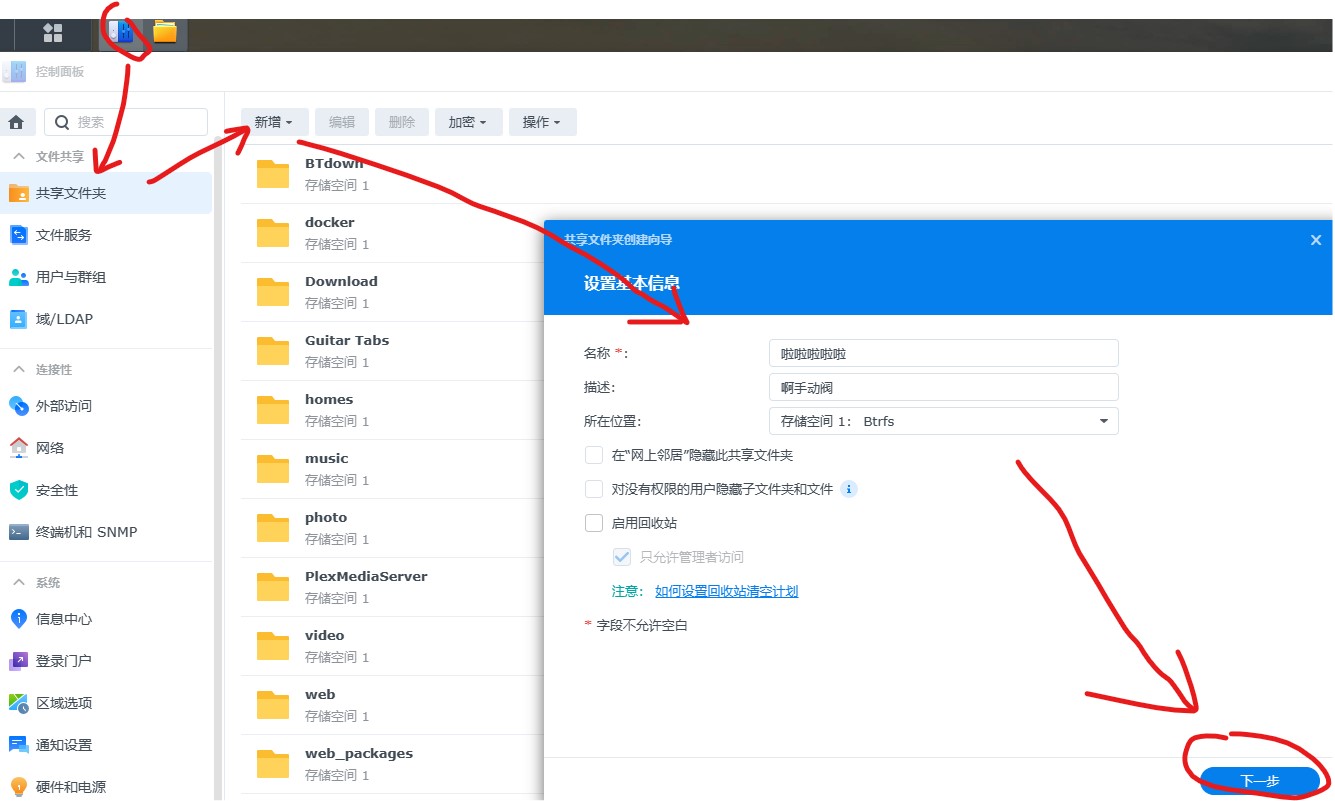 控制面板
搜索
文件共享
共享文件夹
文件服务
用户与群组
域/LDAP
连接性
外部访问
网络
安全性
终端机和 SNMP
系统
信息中心
登录门户
区域选项
通知设置
硬件和电源
新增 编辑 删除 加密 操作
BTdown
存储空间 1
docker
存储空间 1
Download
存储空间 1
Guitar Tabs
存储空间 1
homes
存储空间 1
music
存储空间 1
photo
存储空间 1
PlexMediaServer
存储空间 1
video
存储空间 1
web
存储空间 1
web_packages
存储空间 1
共享文件夹创建向导
设置基本信息
名称 *: 啦啦啦啦啦
描述: 啊手动阀
所在位置: 存储空间 1: Btrfs
在“网上邻居”隐藏此共享文件夹
对没有权限的用户隐藏子文件夹和文件
启用回收站
只允许管理者访问
注意: 如何设置回收站清空计划
* 字段不允许空白
下一步